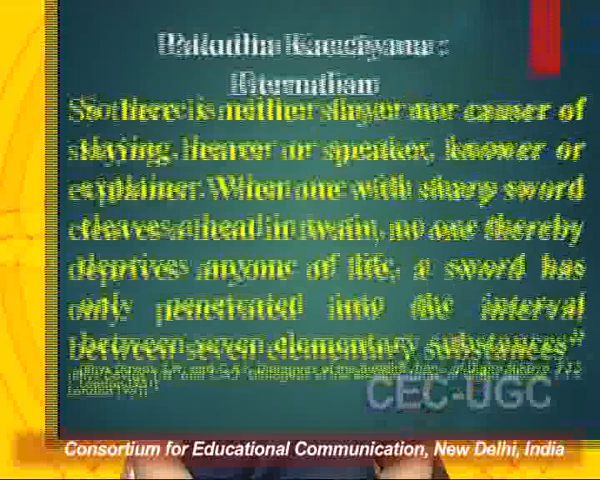 Pakudha Kaccāyana :
Eternalism
So there is neither slayer nor causer of
slaying, hearer or speaker, knower or
explainer. When one with sharp sword
cleaves a head in twain, no one thereby
deprives anyone of life, a sword has
only penetrated into the interval
between seven elementary substances"
CEC-UGC
Consortium for Educational Communication, New Delhi, India